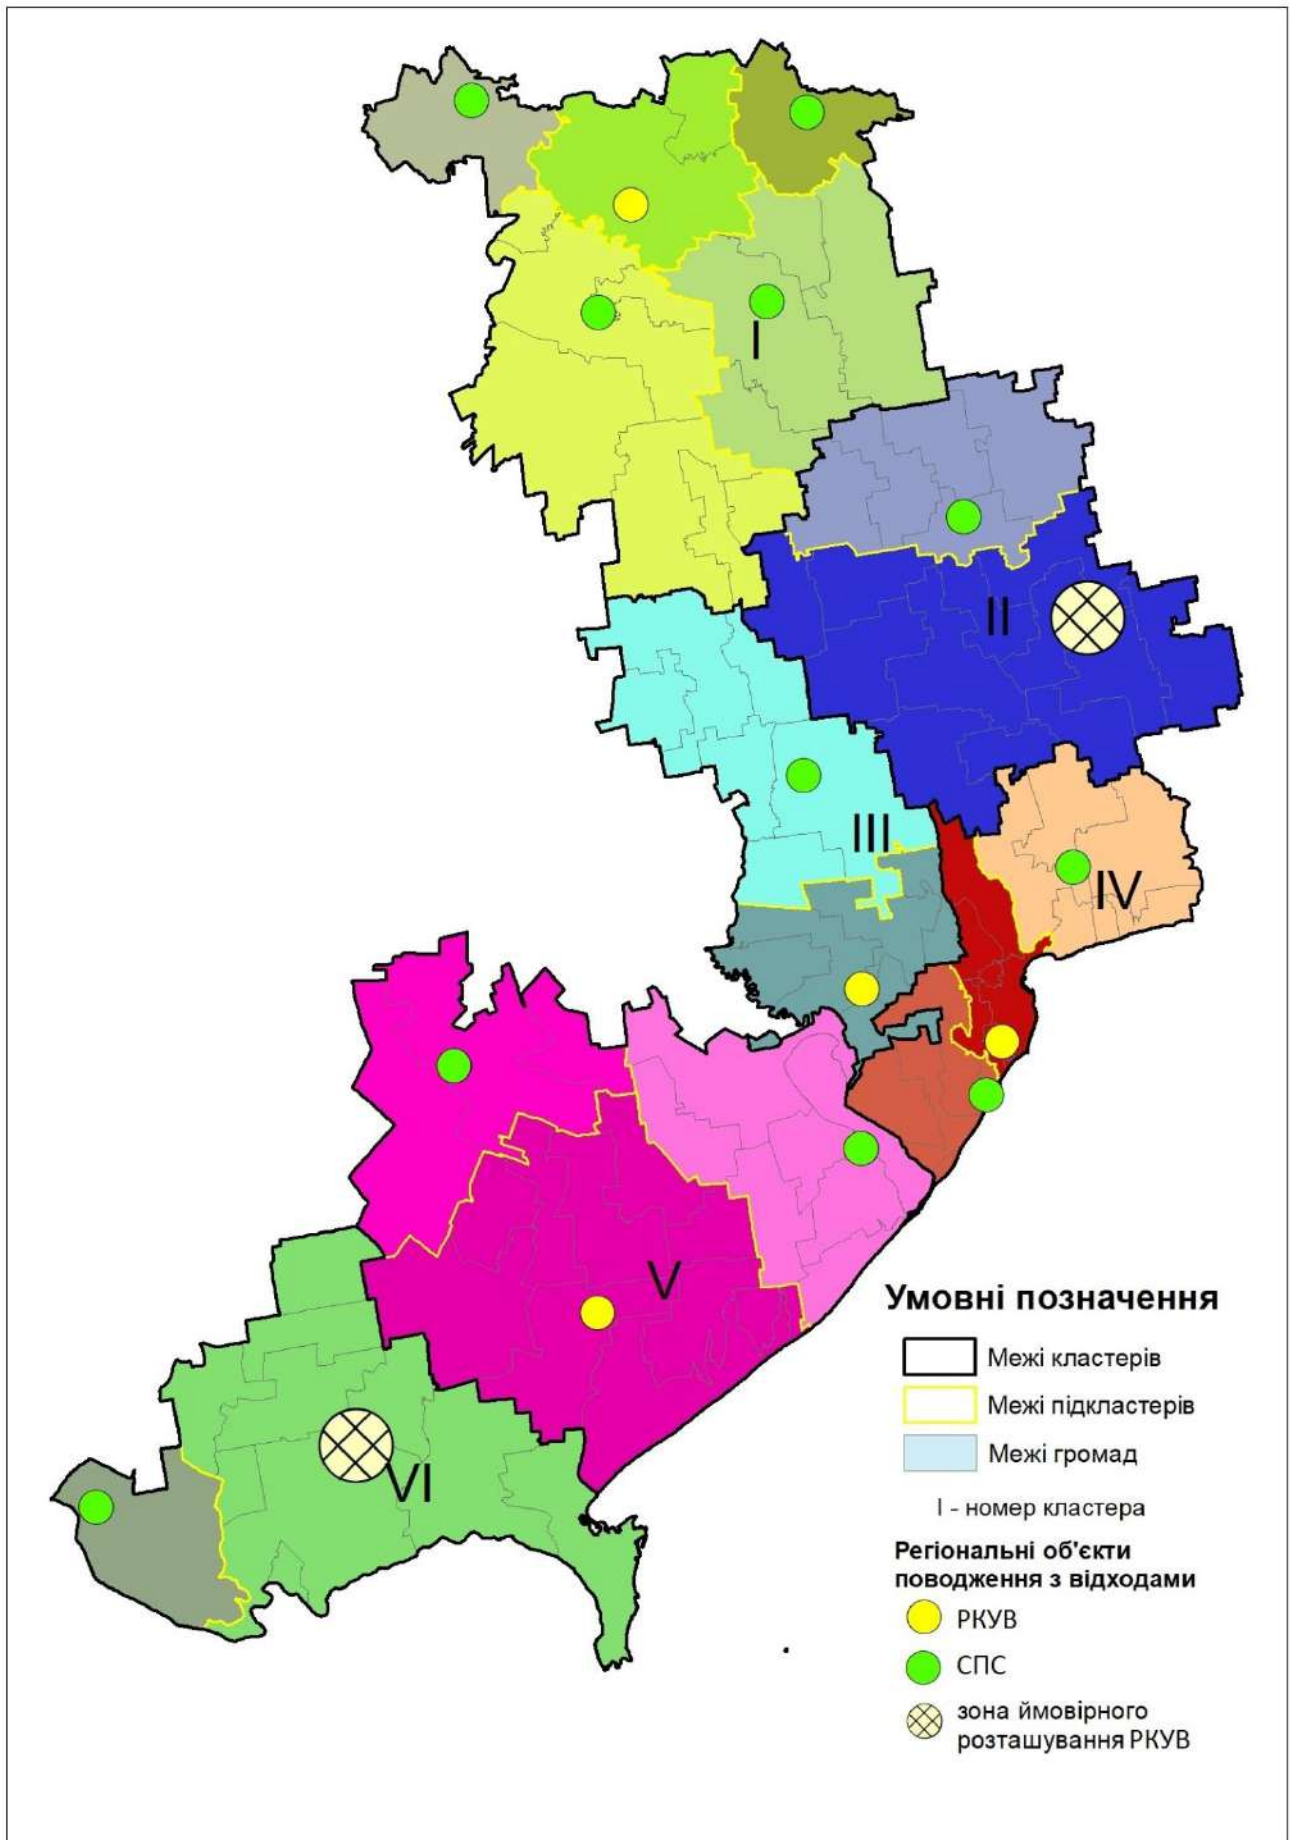 I
II
III
IV
V
VI
Умовні позначення
Межі кластерів
Межі підкластерів
Межі громад
I - номер кластера
Регіональні об'єкти
поводження з відходами
РКУВ
СПС
зона ймовірного
розташування РКУВ